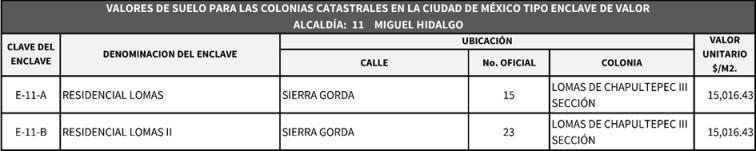 VALORES DE SUELO PARA LAS COLONIAS CATASTRALES EN LA CIUDAD DE MÉXICO TIPO ENCLAVE DE VALOR
ALCALDÍA: 11 MIGUEL HIDALGO
CLAVE DEL ENCLAVE DENOMINACION DEL ENCLAVE UBICACIÓN VALOR UNITARIO $/M2.
CALLE No. OFICIAL COLONIA
E-11-A RESIDENCIAL LOMAS SIERRA GORDA 15 LOMAS DE CHAPULTEPEC III SECCIÓN 15,016.43
E-11-B RESIDENCIAL LOMAS II SIERRA GORDA 23 LOMAS DE CHAPULTEPEC III SECCIÓN 15,016.43